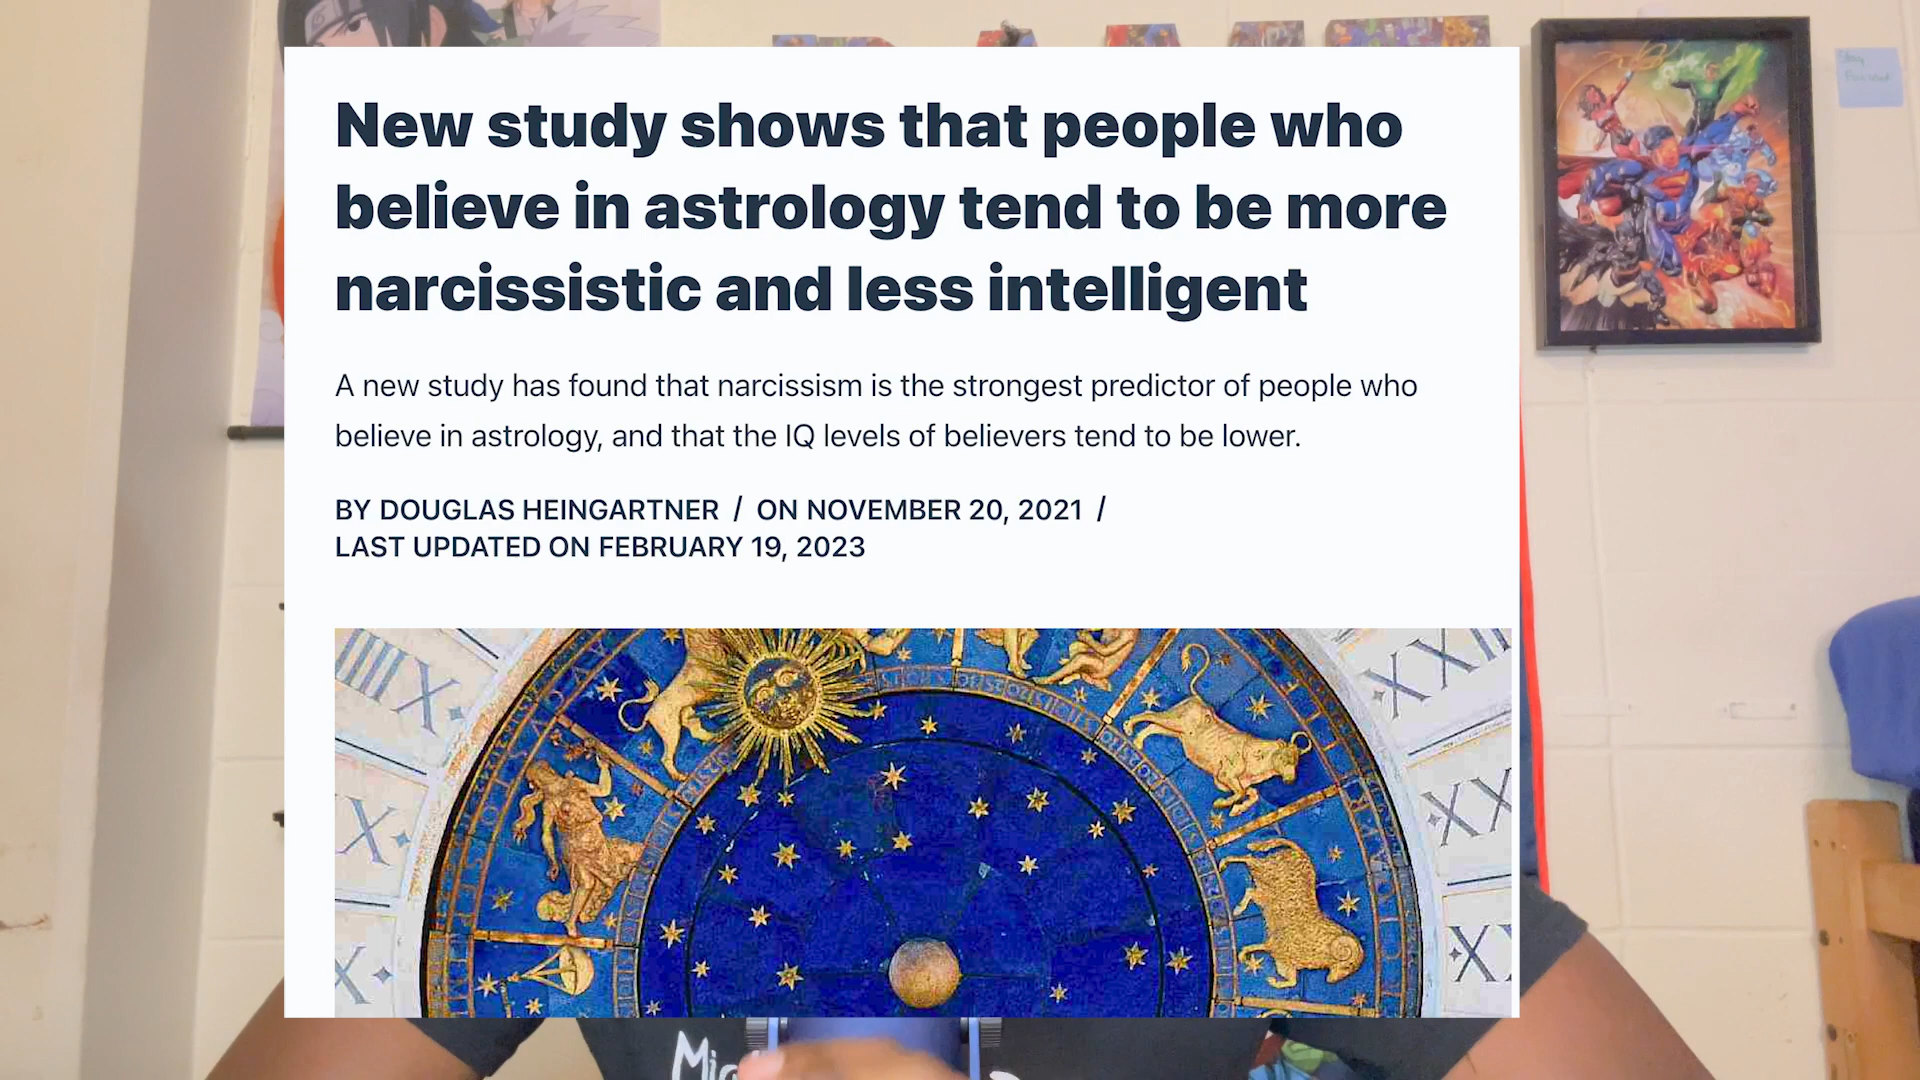 New study shows that people who
believe in astrology tend to be more
narcissistic and less intelligent
A new study has found that narcissism is the strongest predictor of people who
believe in astrology, and that the IQ levels of believers tend to be lower.
BY DOUGLAS HEINGARTNER / ON NOVEMBER 20, 2021 /
LAST UPDATED ON FEBRUARY 19, 2023